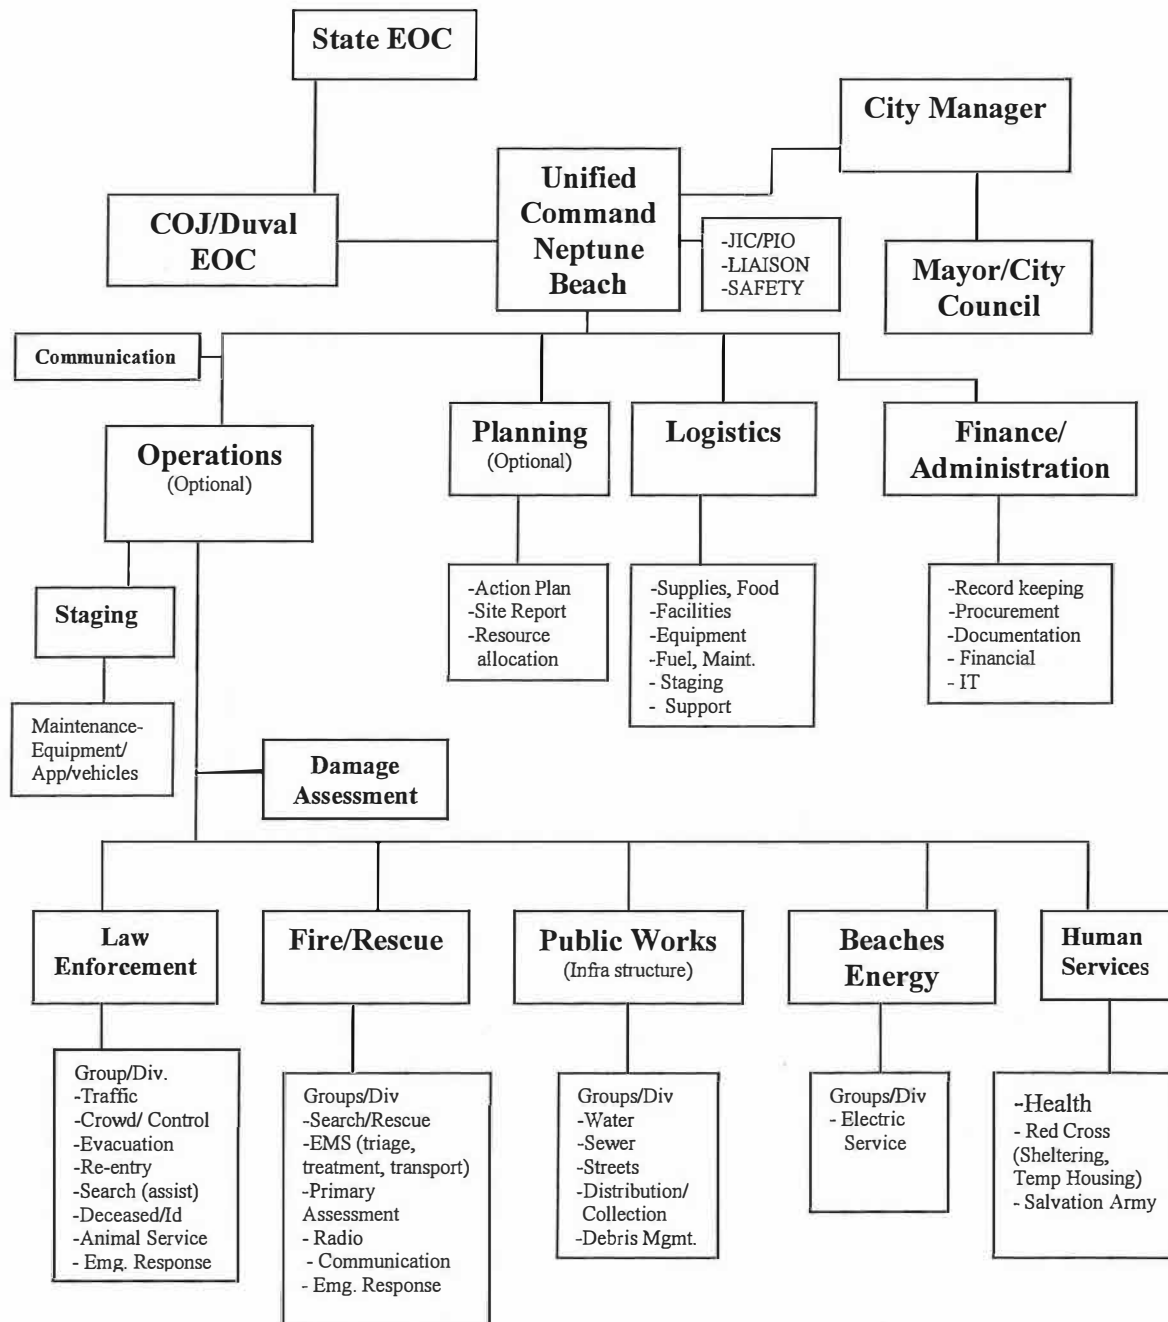 State EOC
City Manager
Unified
Command
Neptune
Beach
COJ/Duval
EOC
-JIC/PIO
-LIAISON
-SAFETY
Mayor/City
Council
Communication
Operations
(Optional)
Planning
(Optional)
Logistics
Finance/
Administration
Staging
-Action Plan
-Site Report
-Resource
allocation
-Supplies, Food
-Facilities
-Equipment
-Fuel, Maint.
- Staging
- Support
-Record keeping
-Procurement
-Documentation
- Financial
- IT
Maintenance-
Equipment/
App/vehicles
Damage
Assessment
Law
Enforcement
Fire/Rescue
Public Works
(Infra structure)
Beaches
Energy
Human
Services
Group/Div.
-Traffic
-Crowd/ Control
-Evacuation
-Re-entry
-Search (assist)
-Deceased/Id
-Animal Service
- Emg. Response
Groups/Div
-Search/Rescue
-EMS (triage,
treatment, transport)
-Primary
Assessment
- Radio
- Communication
- Emg. Response
Groups/Div
-Water
-Sewer
-Streets
-Distribution/
Collection
-Debris Mgmt.
Groups/Div
- Electric
Service
-Health
- Red Cross
(Sheltering,
Temp Housing)
- Salvation Army